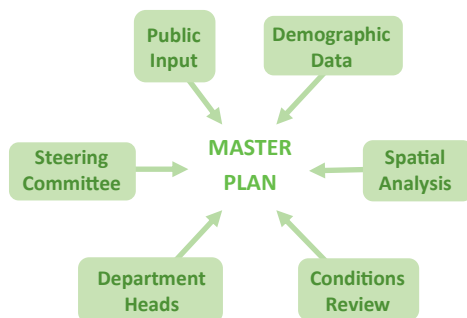 Public
Input
Demographic
Data
Steering
Committee
MASTER
PLAN
Spatial
Analysis
Department
Heads
Conditions
Review